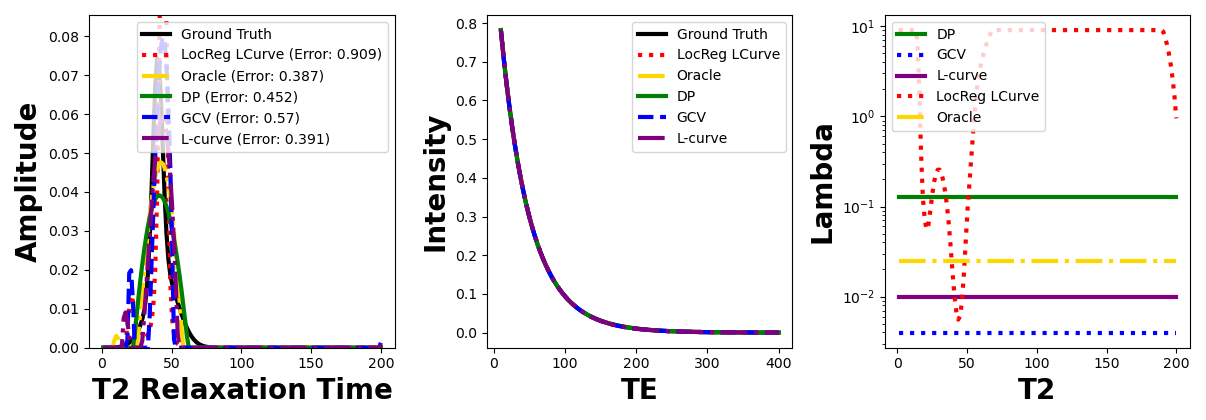 Amplitude
0.08
0.07
0.06
0.05
0.04
0.03
0.02
0.01
0.00
0
50
100
150
200
T2 Relaxation Time
Ground Truth
LocReg LCurve (Error: 0.909)
Oracle (Error: 0.387)
DP (Error: 0.452)
GCV (Error: 0.57)
L-curve (Error: 0.391)
Intensity
0.8
0.7
0.6
0.5
0.4
0.3
0.2
0.1
0.0
0
100
200
300
400
TE
Ground Truth
LocReg LCurve
Oracle
DP
GCV
L-curve
Lambda
10¹
10⁰
10⁻¹
10⁻²
0
50
100
150
200
T2
DP
GCV
L-curve
LocReg LCurve
Oracle